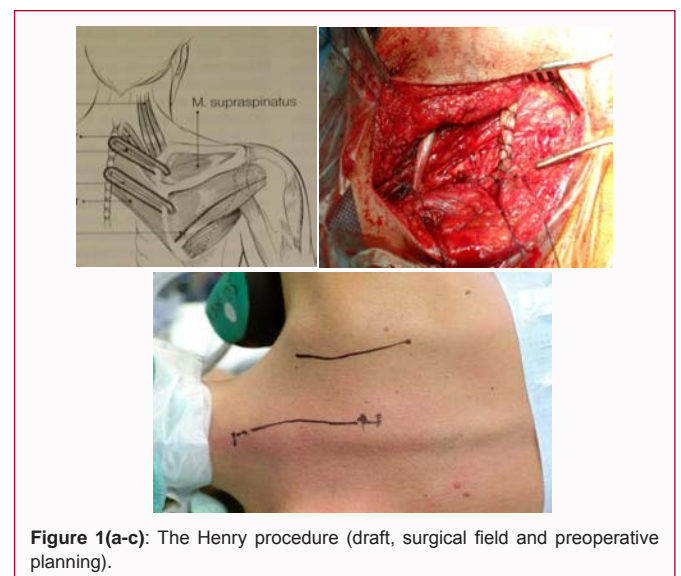 M. supraspinatus
Figure 1(a-c): The Henry procedure (draft, surgical field and preoperative
planning).